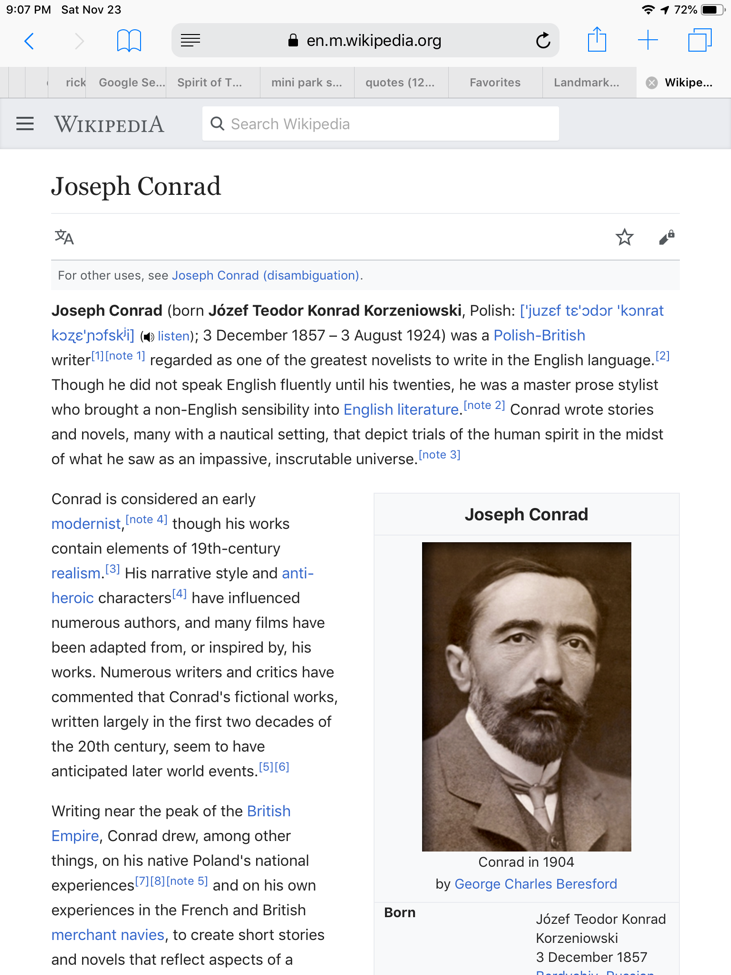 9:07 PM Sat Nov 23
72%
en.m.wikipedia.org
rick
Google Se...
Spirit of T...
mini park s...
quotes (12...
Favorites
Landmark...
Wikipe...
WIKIPEDIA
Search Wikipedia
Joseph Conrad
For other uses, see Joseph Conrad (disambiguation).
Joseph Conrad (born Józef Teodor Konrad Korzeniowski, Polish: [ˈjuzɛf tɛˈɔdɔr ˈkɔnrat
kɔʐɛˈɲɔfskʲi] (listen); 3 December 1857 – 3 August 1924) was a Polish-British
writer[1][note 1] regarded as one of the greatest novelists to write in the English language.[2]
Though he did not speak English fluently until his twenties, he was a master prose stylist
who brought a non-English sensibility into English literature.[note 2] Conrad wrote stories
and novels, many with a nautical setting, that depict trials of the human spirit in the midst
of what he saw as an impassive, inscrutable universe.[note 3]
Conrad is considered an early
modernist,[note 4] though his works
contain elements of 19th-century
realism.[3] His narrative style and anti-
heroic characters[4] have influenced
numerous authors, and many films have
been adapted from, or inspired by, his
works. Numerous writers and critics have
commented that Conrad's fictional works,
written largely in the first two decades of
the 20th century, seem to have
anticipated later world events.[5][6]
Writing near the peak of the British
Empire, Conrad drew, among other
things, on his native Poland's national
experiences[7][8][note 5] and on his own
experiences in the French and British
merchant navies, to create short stories
and novels that reflect aspects of a
Joseph Conrad
Conrad in 1904
by George Charles Beresford
Born
Józef Teodor Konrad
Korzeniowski
3 December 1857